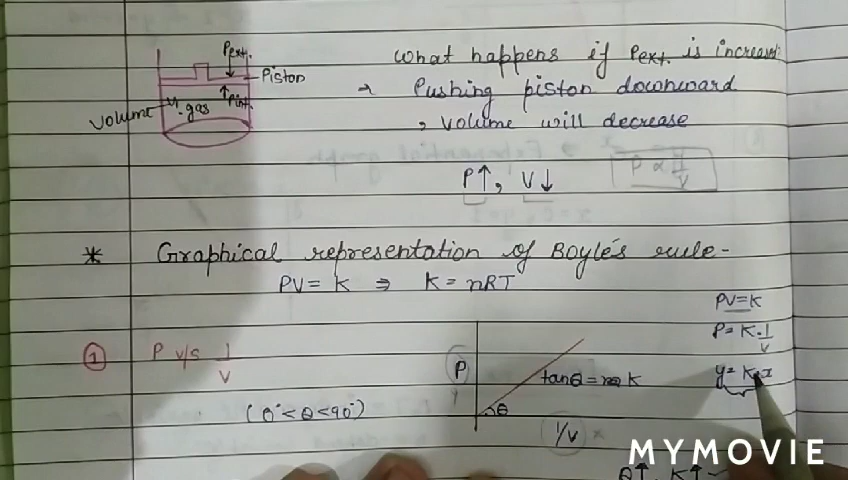 Pext.
Piston
Pint.
gas
Volume
What happens if Pext. is increased
→ Pushing piston downward
, volume will decrease
P↑, V↓
P ∝ 1/V
* Graphical representation of Boyle's rule-
PV = K ⇒ K = nRT
① P v/s 1/V
(0° < θ < 90°)
P
y
θ
1/V x
tanθ = K
PV = K
P = K·1/V
y = K·x
θ↑, K↑
MYMOVIE